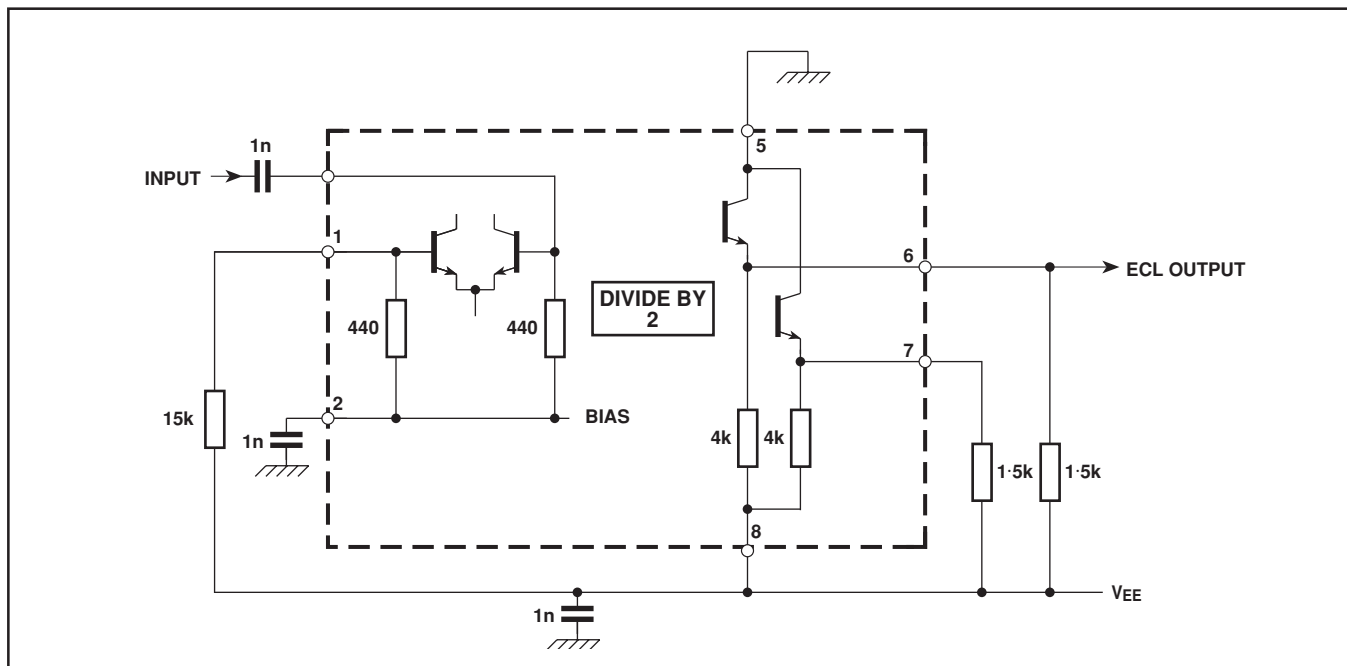 1n
INPUT
5
1
6
ECL OUTPUT
DIVIDE BY
2
440
440
7
15k
2
BIAS
1n
4k
4k
1·5k
1·5k
8
VEE
1n